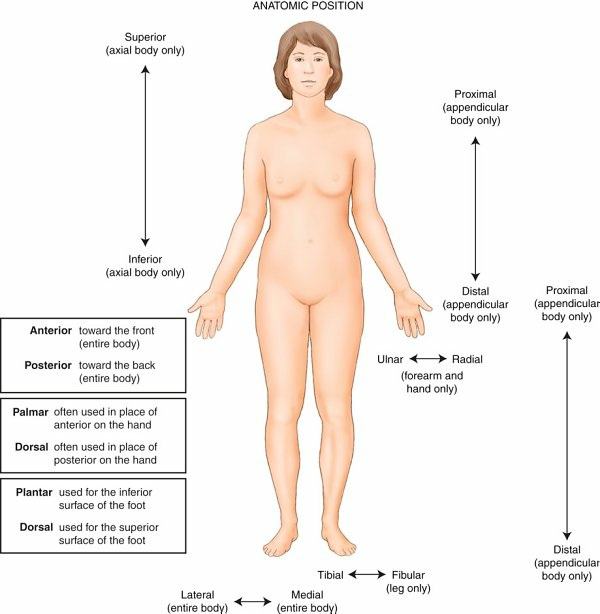 ANATOMIC POSITION
Superior
(axial body only)
Inferior
(axial body only)
Proximal
(appendicular
body only)
Distal
(appendicular
body only)
Proximal
(appendicular
body only)
Distal
(appendicular
body only)
Ulnar Radial
(forearm and
hand only)
Anterior toward the front
(entire body)
Posterior toward the back
(entire body)
Palmar often used in place of
anterior on the hand
Dorsal often used in place of
posterior on the hand
Plantar used for the inferior
surface of the foot
Dorsal used for the superior
surface of the foot
Tibial Fibular
(leg only)
Lateral Medial
(entire body) (entire body)